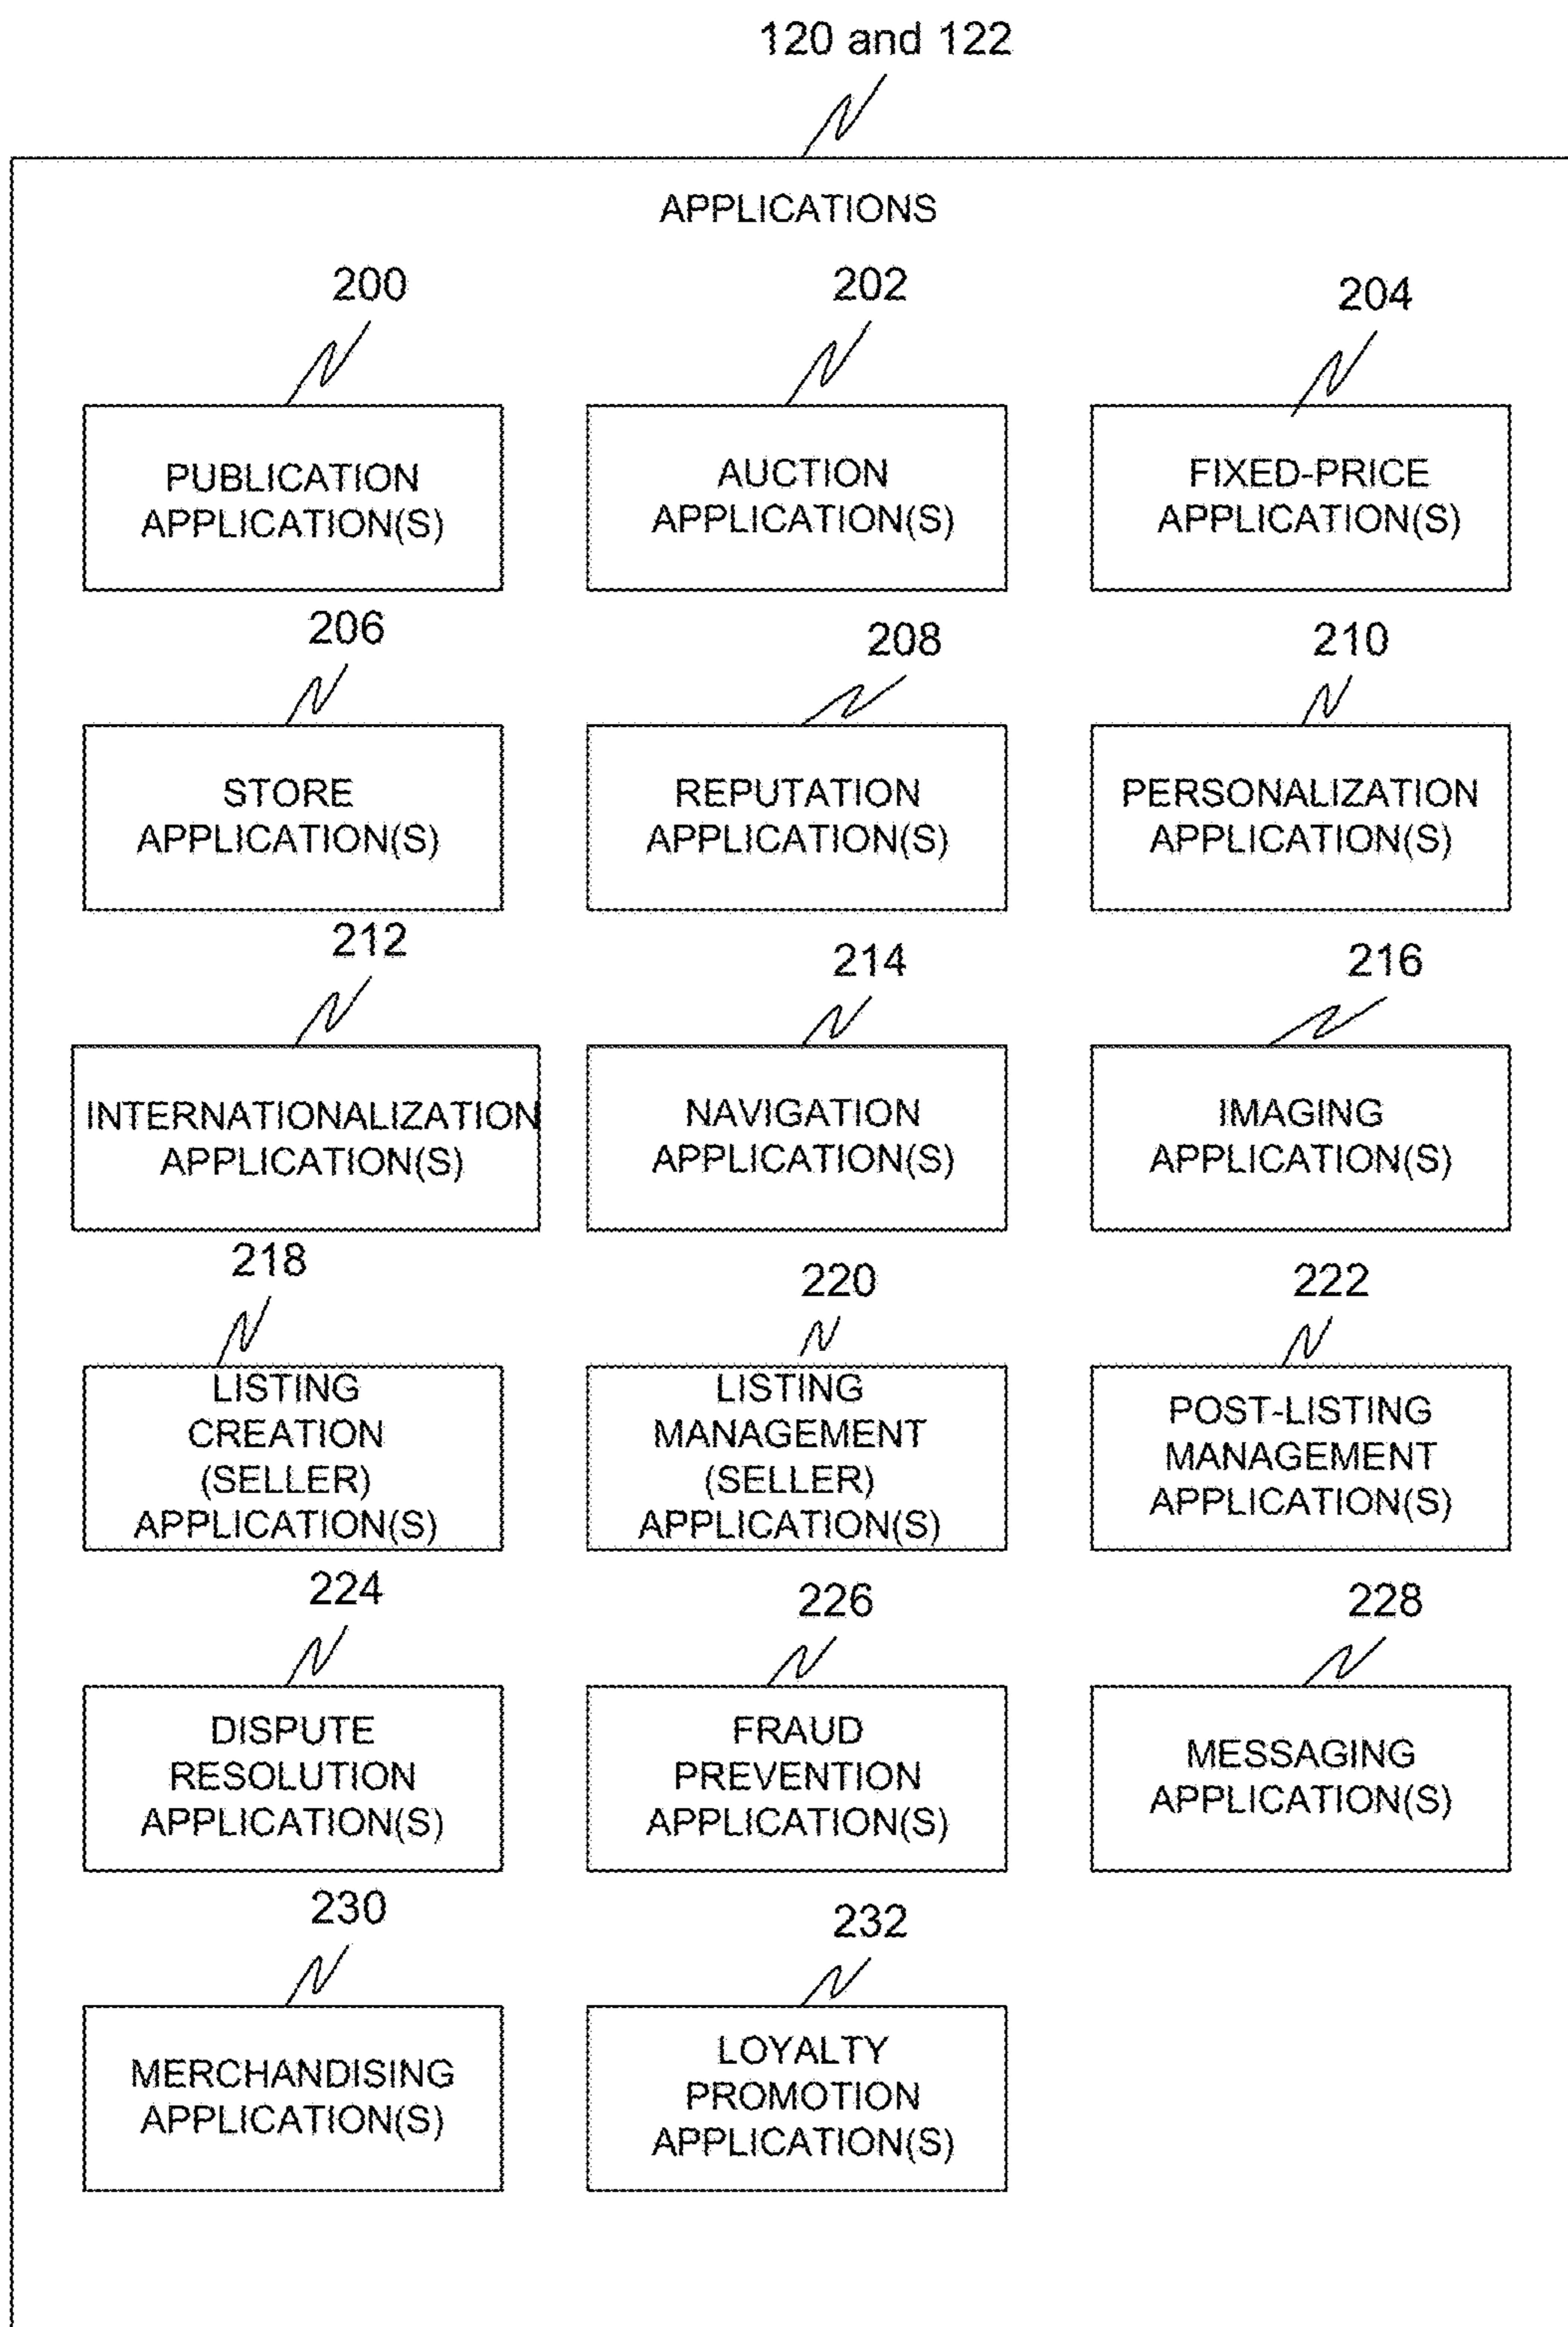 120 and 122
APPLICATIONS
200
202
204
PUBLICATION
APPLICATION(S)
AUCTION
APPLICATION(S)
FIXED-PRICE
APPLICATION(S)
206
208
210
STORE
APPLICATION(S)
REPUTATION
APPLICATION(S)
PERSONALIZATION
APPLICATION(S)
212
214
216
INTERNATIONALIZATION
APPLICATION(S)
NAVIGATION
APPLICATION(S)
IMAGING
APPLICATION(S)
218
220
222
LISTING
CREATION
(SELLER)
APPLICATION(S)
LISTING
MANAGEMENT
(SELLER)
APPLICATION(S)
POST-LISTING
MANAGEMENT
APPLICATION(S)
224
226
228
DISPUTE
RESOLUTION
APPLICATION(S)
FRAUD
PREVENTION
APPLICATION(S)
MESSAGING
APPLICATION(S)
230
232
MERCHANDISING
APPLICATION(S)
LOYALTY
PROMOTION
APPLICATION(S)